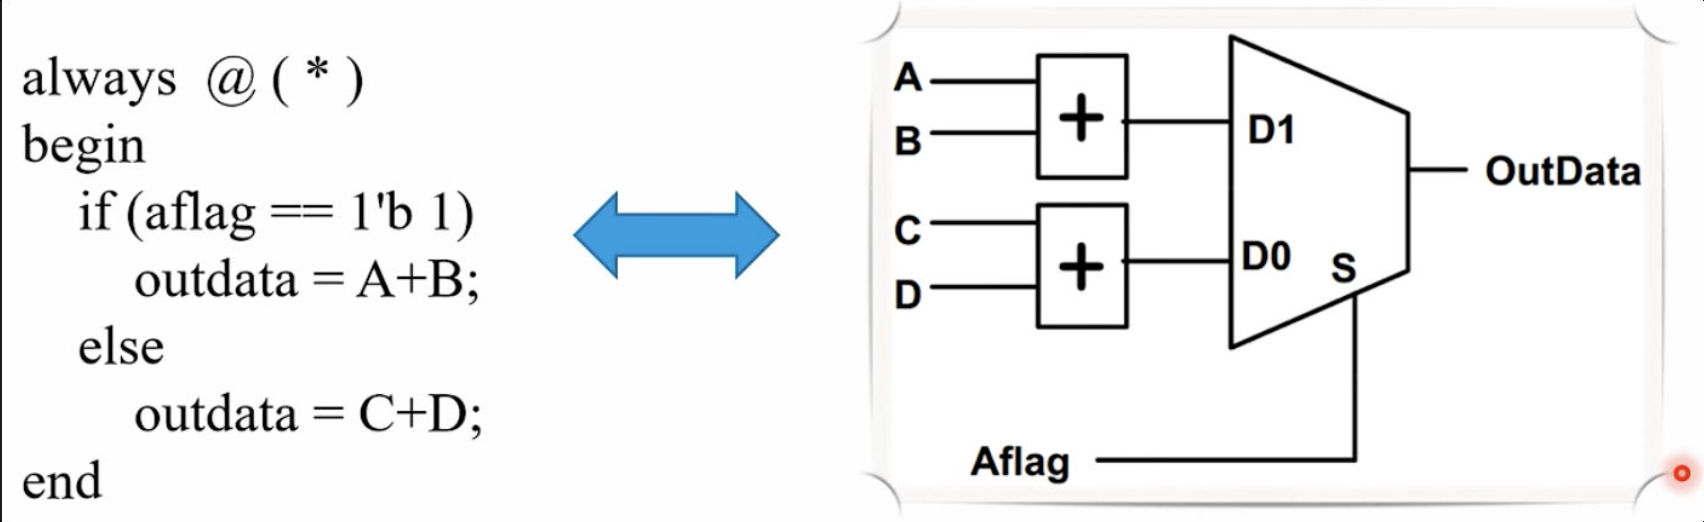 always @ ( * )
begin
if (aflag == 1'b 1)
outdata = A+B;
else
outdata = C+D;
end
A
B
+
D1
OutData
C
D
+
D0
S
Aflag